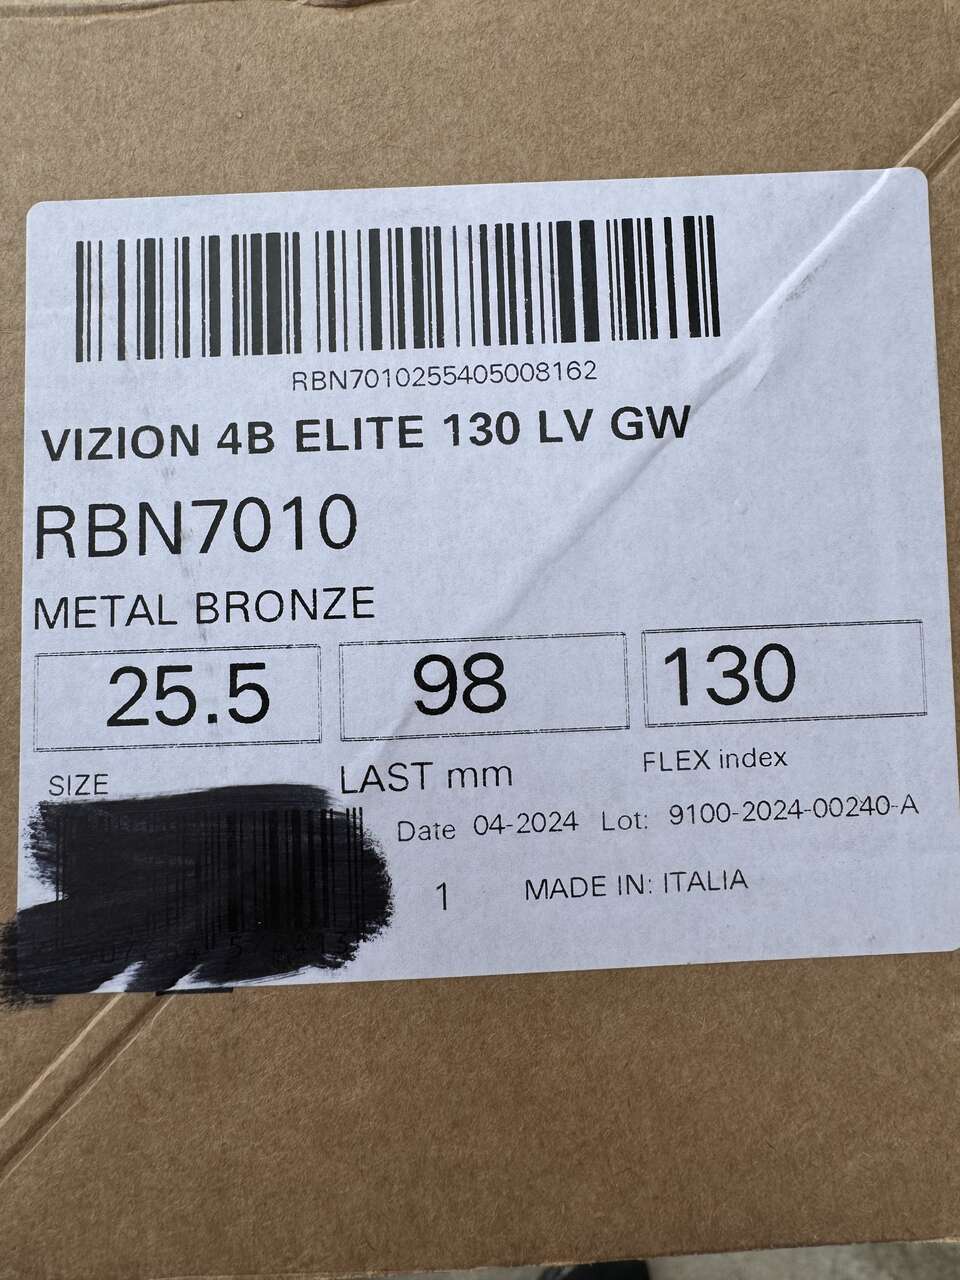 RBN7010255405008162
VIZION 4B ELITE 130 LV GW
RBN7010
METAL BRONZE
25.5 98 130
SIZE LAST mm FLEX index
Date 04-2024 Lot: 9100-2024-00240-A
1 MADE IN: ITALIA